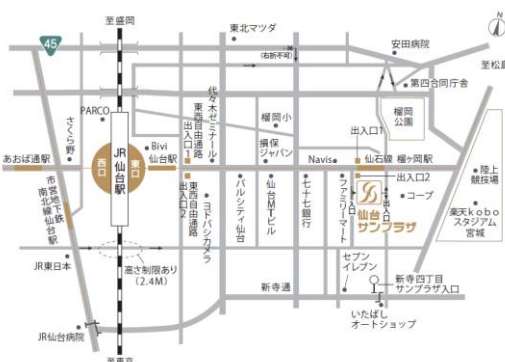 至盛岡
45
東北マツダ
(右折不可)
安田病院
至松島
N
第四合同庁舎
PARCO
さくら野
代々木ゼミナール
東西自由通路
出入口1
榴岡小
榴岡
公園
Bivi
損保
ジャパン
出入口1
あおば通駅
西口
JR仙台駅
東口
仙台駅
Navis
仙石線 榴ヶ岡駅
出入口2
陸上
競技場
市営地下鉄
南北線仙台駅
出入口2
東西自由通路
ヨドバシカメラ
パルシティ仙台
仙台MTビル
七十七銀行
ファミリーマート
入口
出口
コープ
仙台
サンプラザ
楽天kobo
スタジアム
宮城
JR東日本
高さ制限あり
(2.4M)
セブン
イレブン
新寺通
新寺四丁目
サンプラザ入口
いたばし
オートショップ
JR仙台病院
至東京